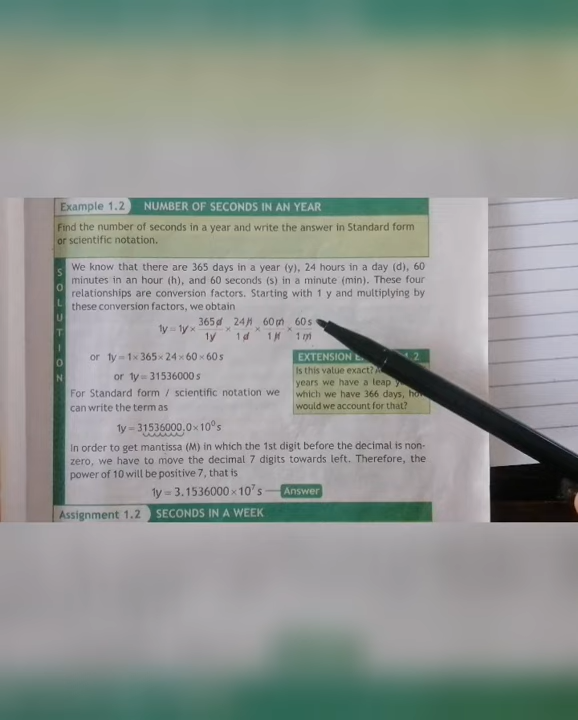 Example 1.2 NUMBER OF SECONDS IN AN YEAR
Find the number of seconds in a year and write the answer in Standard form
or scientific notation.
SOLUTION
We know that there are 365 days in a year (y), 24 hours in a day (d), 60
minutes in an hour (h), and 60 seconds (s) in a minute (min). These four
relationships are conversion factors. Starting with 1 y and multiplying by
these conversion factors, we obtain
1y = 1y × 365d/1y × 24h/1d × 60m/1h × 60s/1m
or 1y = 1 × 365 × 24 × 60 × 60 s
or 1y = 31536000 s
For Standard form / scientific notation we
can write the term as
1y = 31536000.0 × 10⁰ s
EXTENSION 1.2
Is this value exact?
years we have a leap
which we have 366 days,
would we account for that?
In order to get mantissa (M) in which the 1st digit before the decimal is non-
zero, we have to move the decimal 7 digits towards left. Therefore, the
power of 10 will be positive 7, that is
1y = 3.1536000 × 10⁷ s — Answer
Assignment 1.2 SECONDS IN A WEEK